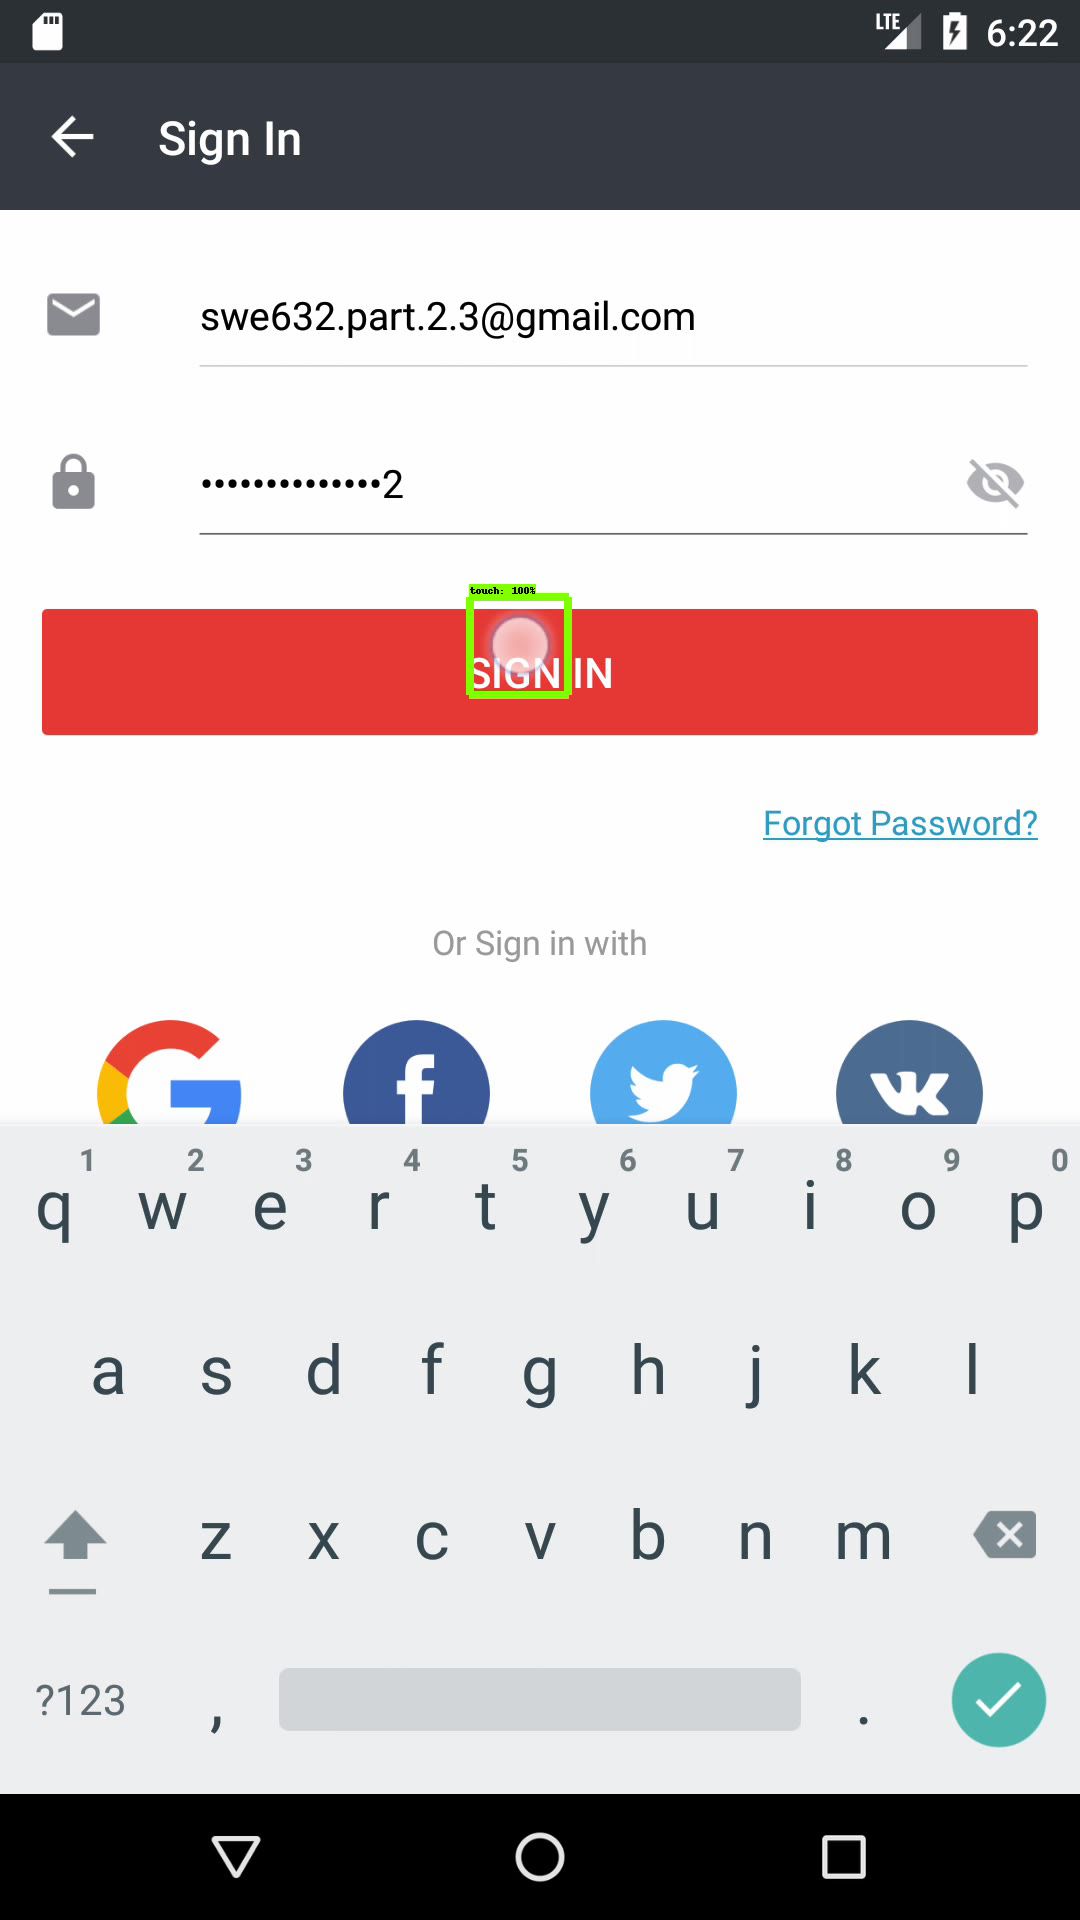 LTE 6:22
Sign In
swe632.part.2.3@gmail.com
••••••••••••••2
touch: 100%
SIGN IN
Forgot Password?
Or Sign in with
1 2 3 4 5 6 7 8 9 0
q w e r t y u i o p
a s d f g h j k l
z x c v b n m
?123 , .